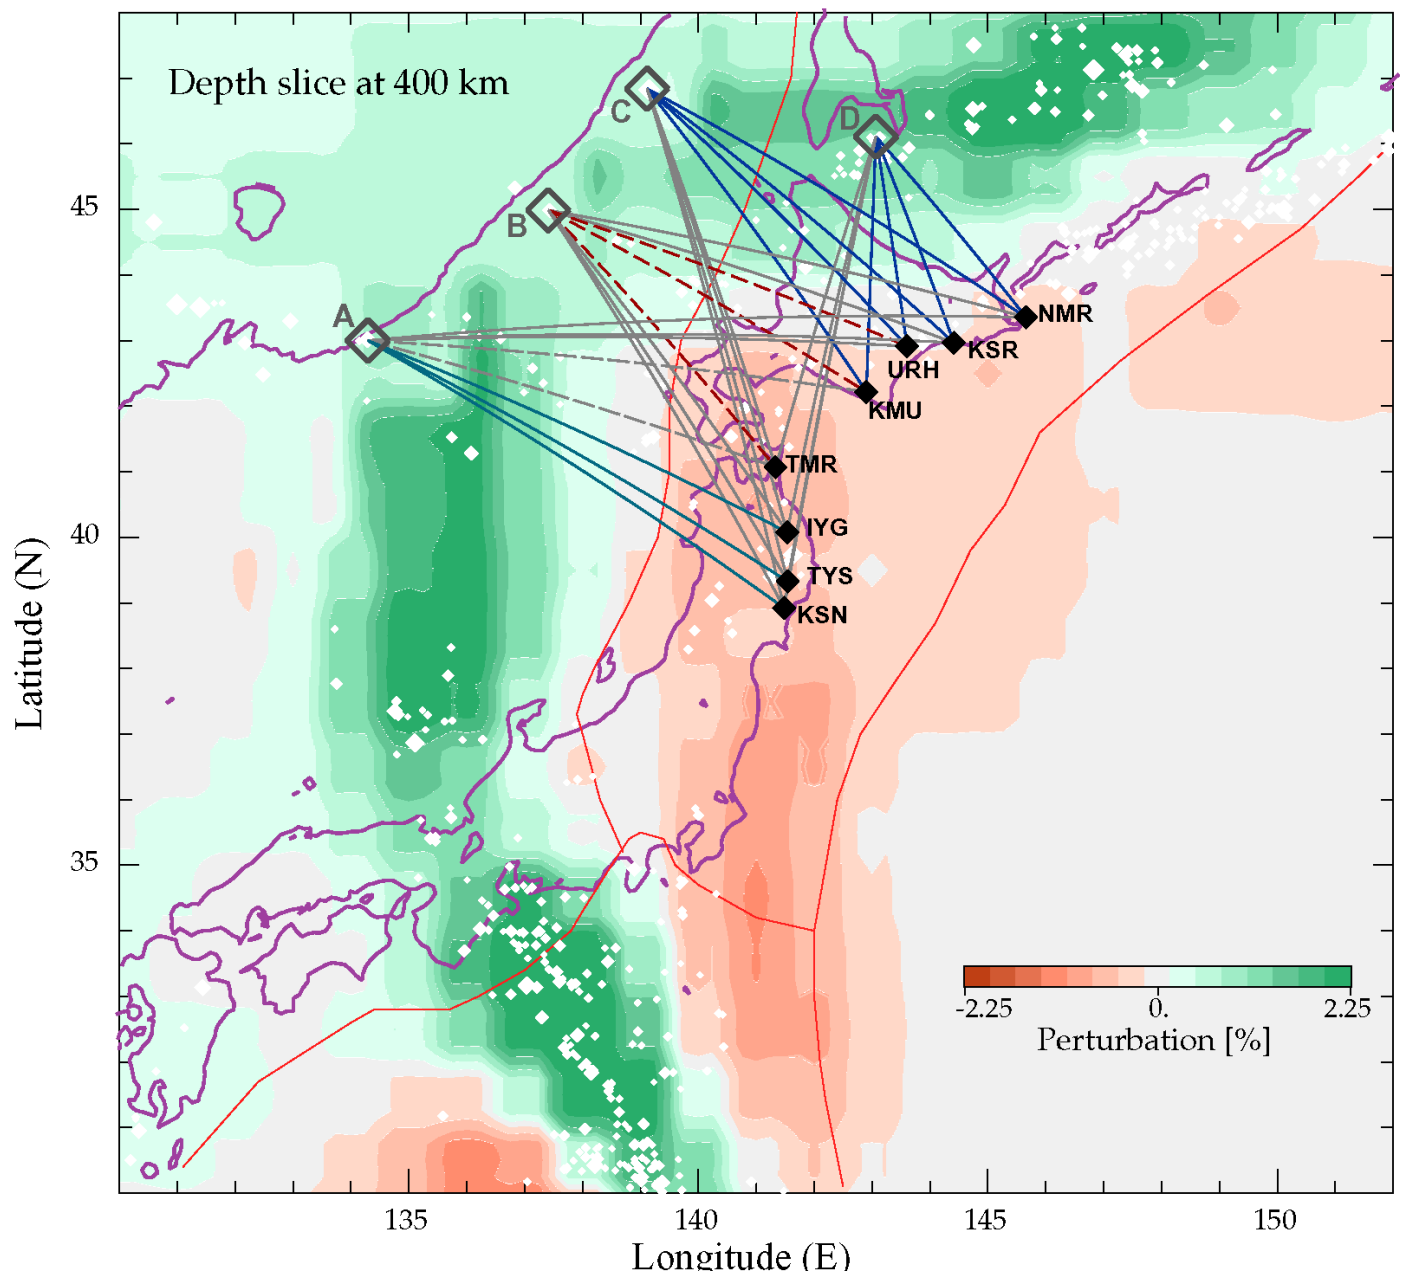 Depth slice at 400 km
C
D
45
B
A
NMR
KSR
URH
KMU
TMR
40
IYG
TYS
KSN
Latitude (N)
35
-2.25 0. 2.25
Perturbation [%]
135 140 145 150
Longitude (E)